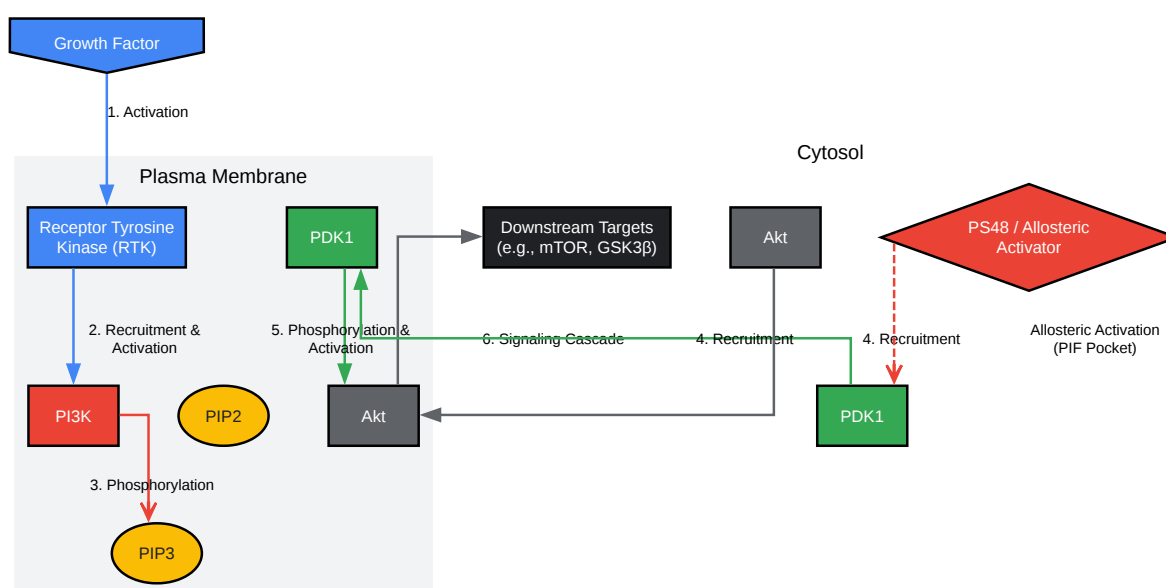 Growth Factor
1. Activation
Cytosol
Plasma Membrane
Receptor Tyrosine
Kinase (RTK)
PDK1
Downstream Targets
(e.g., mTOR, GSK3β)
Akt
PS48 / Allosteric
Activator
2. Recruitment &
Activation
5. Phosphorylation &
Activation
6. Signaling Cascade
4. Recruitment
4. Recruitment
Allosteric Activation
(PIF Pocket)
PI3K
PIP2
Akt
PDK1
3. Phosphorylation
PIP3